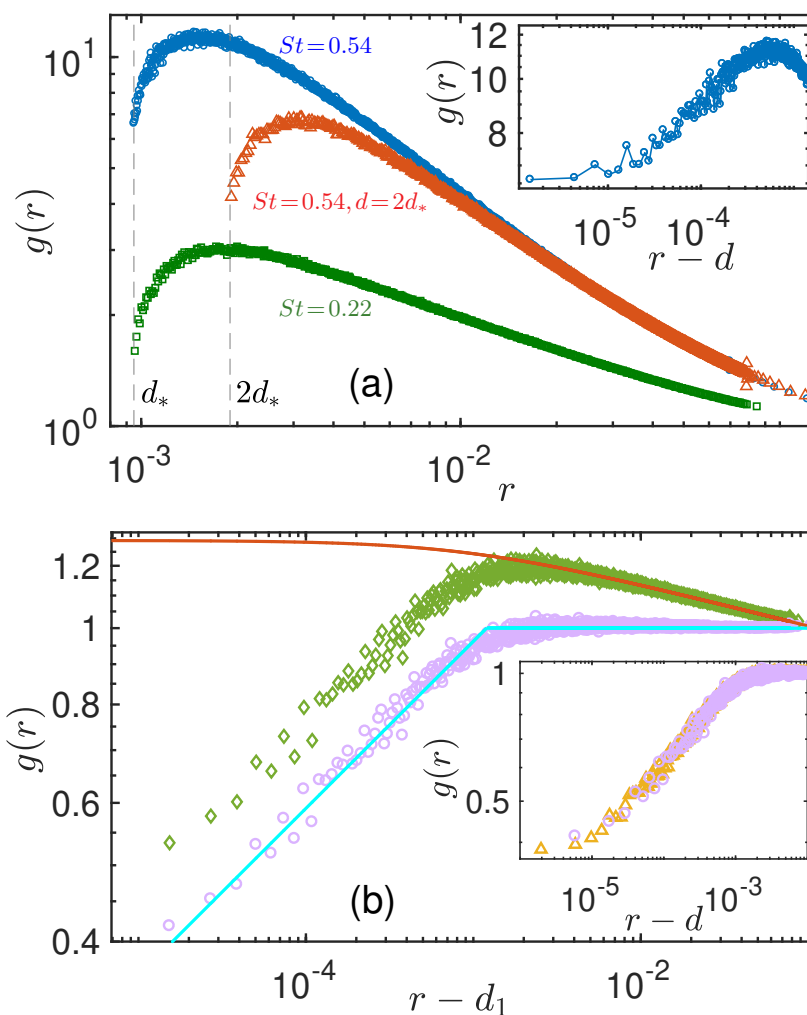 10^1
10^0
g(r)
St=0.54
St=0.54, d=2d_*
St=0.22
d_*
2d_*
(a)
10^-3
10^-2
r
12
10
8
g(r)
10^-5
10^-4
r − d
1.2
1
0.8
0.6
0.4
g(r)
(b)
10^-4
10^-2
r − d_1
1
0.5
g(r)
10^-5
10^-3
r − d